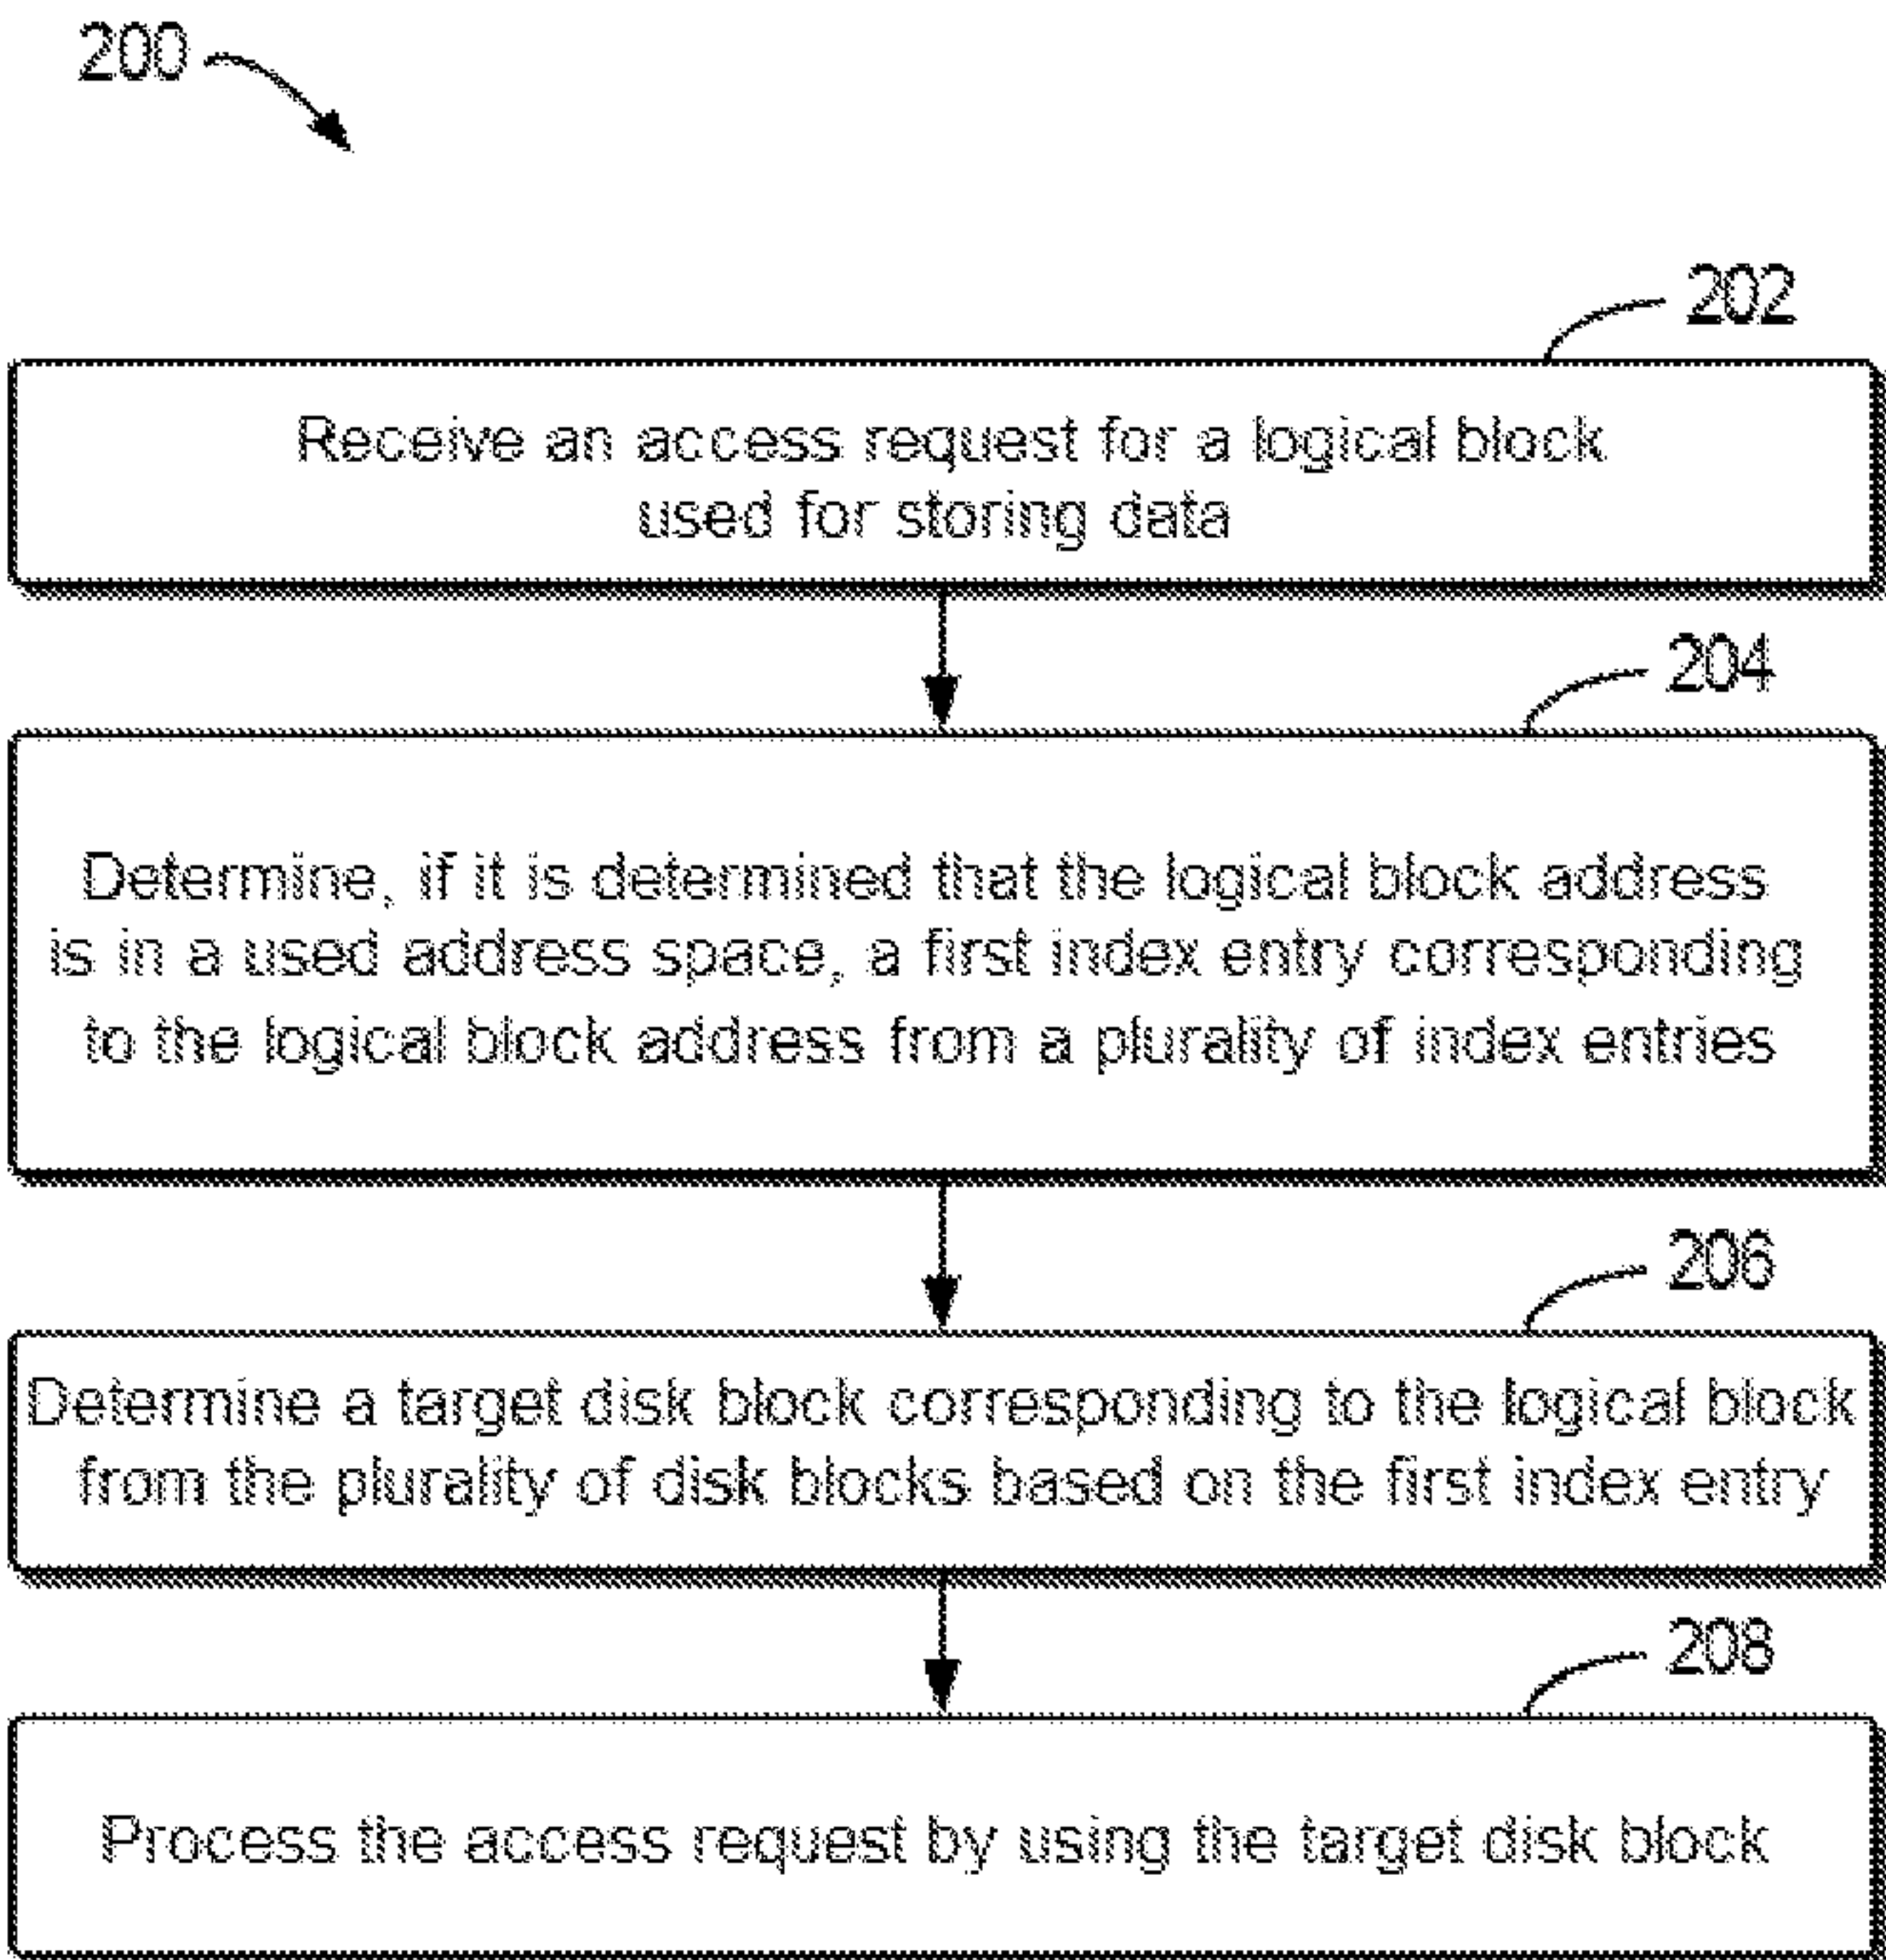 200
202
Receive an access request for a logical block
used for storing data
204
Determine, if it is determined that the logical block address
is in a used address space, a first index entry corresponding
to the logical block address from a plurality of index entries
206
Determine a target disk block corresponding to the logical block
from the plurality of disk blocks based on the first index entry
208
Process the access request by using the target disk block